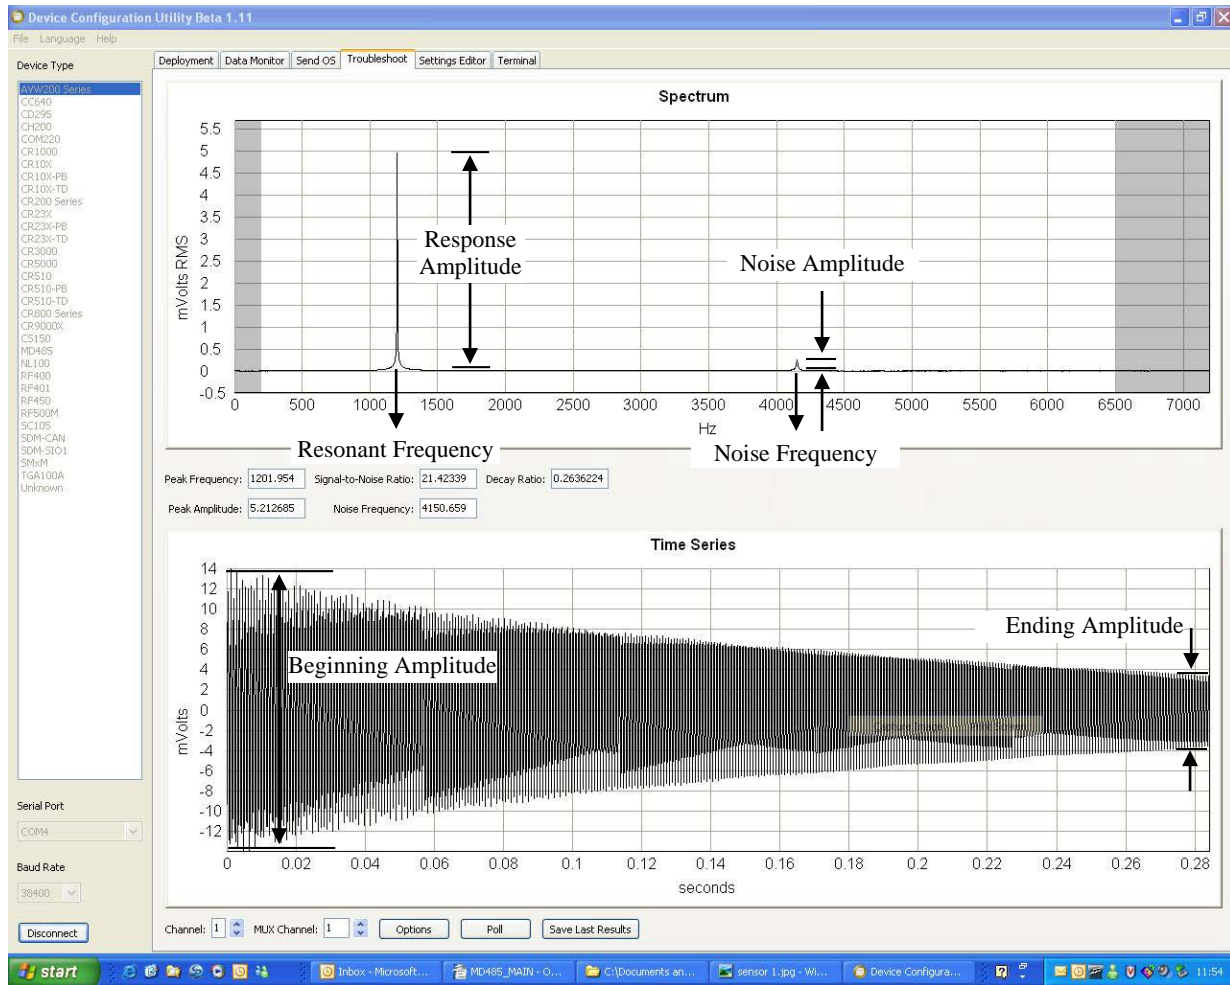 Device Configuration Utility Beta 1.11
File Language Help
Device Type
AVW200 Series
CC640
CD295
CH200
COM220
CR1000
CR10X
CR10X-PB
CR10X-TD
CR200 Series
CR23X
CR23X-PB
CR23X-TD
CR3000
CR5000
CR510
CR510-PB
CR510-TD
CR800 Series
CR9000X
CS150
MD485
NL100
RF400
RF401
RF450
RF500M
SC105
SDM-CAN
SDM-SIO1
SMxM
TGA100A
Unknown
Serial Port
COM4
Baud Rate
38400
Disconnect
Deployment Data Monitor Send OS Troubleshoot Settings Editor Terminal
Spectrum
mVolts RMS
5.5
5
4.5
4
3.5
3
2.5
2
1.5
1
0.5
0
-0.5
Response
Amplitude
Noise Amplitude
0 500 1000 1500 2000 2500 3000 3500 4000 4500 5000 5500 6000 6500 7000
Hz
Resonant Frequency
Noise Frequency
Peak Frequency: 1201.954 Signal-to-Noise Ratio: 21.42339 Decay Ratio: 0.2636224
Peak Amplitude: 5.212685 Noise Frequency: 4150.659
Time Series
mVolts
14
12
10
8
6
4
2
0
-2
-4
-6
-8
-10
-12
Beginning Amplitude
Ending Amplitude
0 0.02 0.04 0.06 0.08 0.1 0.12 0.14 0.16 0.18 0.2 0.22 0.24 0.26 0.28
seconds
Channel: 1 MUX Channel: 1 Options Poll Save Last Results
start Inbox - Microsoft... MD485_MAIN - O... C:\Documents an... sensor 1.jpg - Wi... Device Configura... 11:54